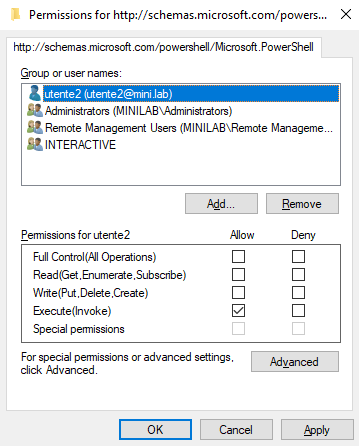 Permissions for http://schemas.microsoft.com/powers...
http://schemas.microsoft.com/powershell/Microsoft.PowerShell
Group or user names:
utente2 (utente2@mini.lab)
Administrators (MINILAB\Administrators)
Remote Management Users (MINILAB\Remote Manageme...
INTERACTIVE
Add... Remove
Permissions for utente2 Allow Deny
Full Control(All Operations)
Read(Get,Enumerate,Subscribe)
Write(Put,Delete,Create)
Execute(Invoke)
Special permissions
For special permissions or advanced settings,
click Advanced.
Advanced
OK Cancel Apply